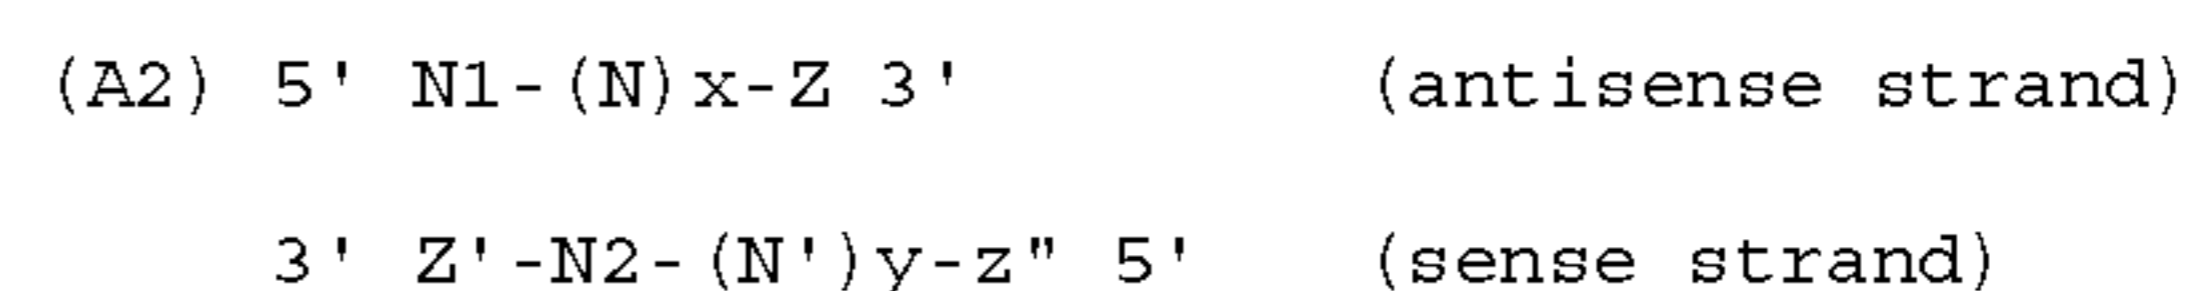 (A2) 5' N1-(N)x-Z 3' (antisense strand)
3' Z'-N2-(N')y-z" 5' (sense strand)